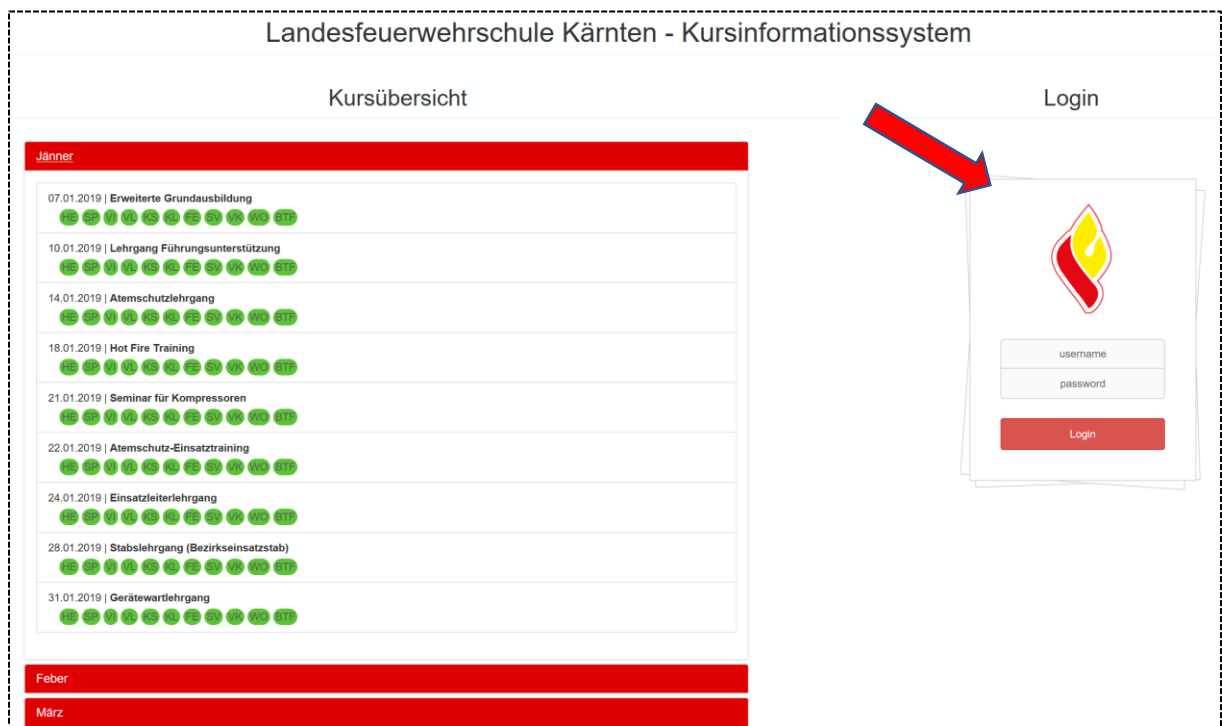 Landesfeuerwehrschule Kärnten - Kursinformationssystem
Kursübersicht
Jänner
07.01.2019 | Erweiterte Grundausbildung
HE SP VI VL KS KL FE SV VK WO BTF
10.01.2019 | Lehrgang Führungsunterstützung
HE SP VI VL KS KL FE SV VK WO BTF
14.01.2019 | Atemschutzlehrgang
HE SP VI VL KS KL FE SV VK WO BTF
18.01.2019 | Hot Fire Training
HE SP VI VL KS KL FE SV VK WO BTF
21.01.2019 | Seminar für Kompressoren
HE SP VI VL KS KL FE SV VK WO BTF
22.01.2019 | Atemschutz-Einsatztraining
HE SP VI VL KS KL FE SV VK WO BTF
24.01.2019 | Einsatzleiterlehrgang
HE SP VI VL KS KL FE SV VK WO BTF
28.01.2019 | Stabslehrgang (Bezirkseinsatzstab)
HE SP VI VL KS KL FE SV VK WO BTF
31.01.2019 | Gerätewartlehrgang
HE SP VI VL KS KL FE SV VK WO BTF
Feber
März
Login
username
password
Login